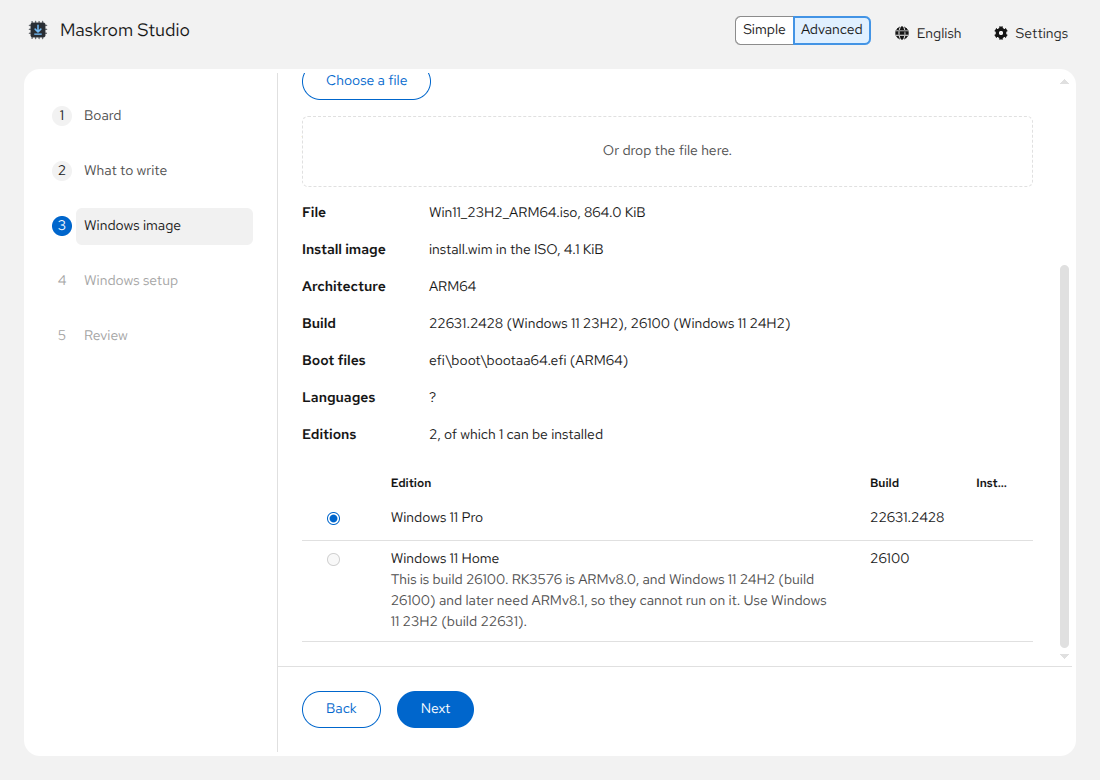 Maskrom Studio
Simple
Advanced
English
Settings
1 Board
2 What to write
3 Windows image
4 Windows setup
5 Review
Choose a file
Or drop the file here.
File Win11_23H2_ARM64.iso, 864.0 KiB
Install image install.wim in the ISO, 4.1 KiB
Architecture ARM64
Build 22631.2428 (Windows 11 23H2), 26100 (Windows 11 24H2)
Boot files efi\boot\bootaa64.efi (ARM64)
Languages ?
Editions 2, of which 1 can be installed
Edition Build Inst...
Windows 11 Pro 22631.2428
Windows 11 Home 26100
This is build 26100. RK3576 is ARMv8.0, and Windows 11 24H2 (build
26100) and later need ARMv8.1, so they cannot run on it. Use Windows
11 23H2 (build 22631).
Back
Next